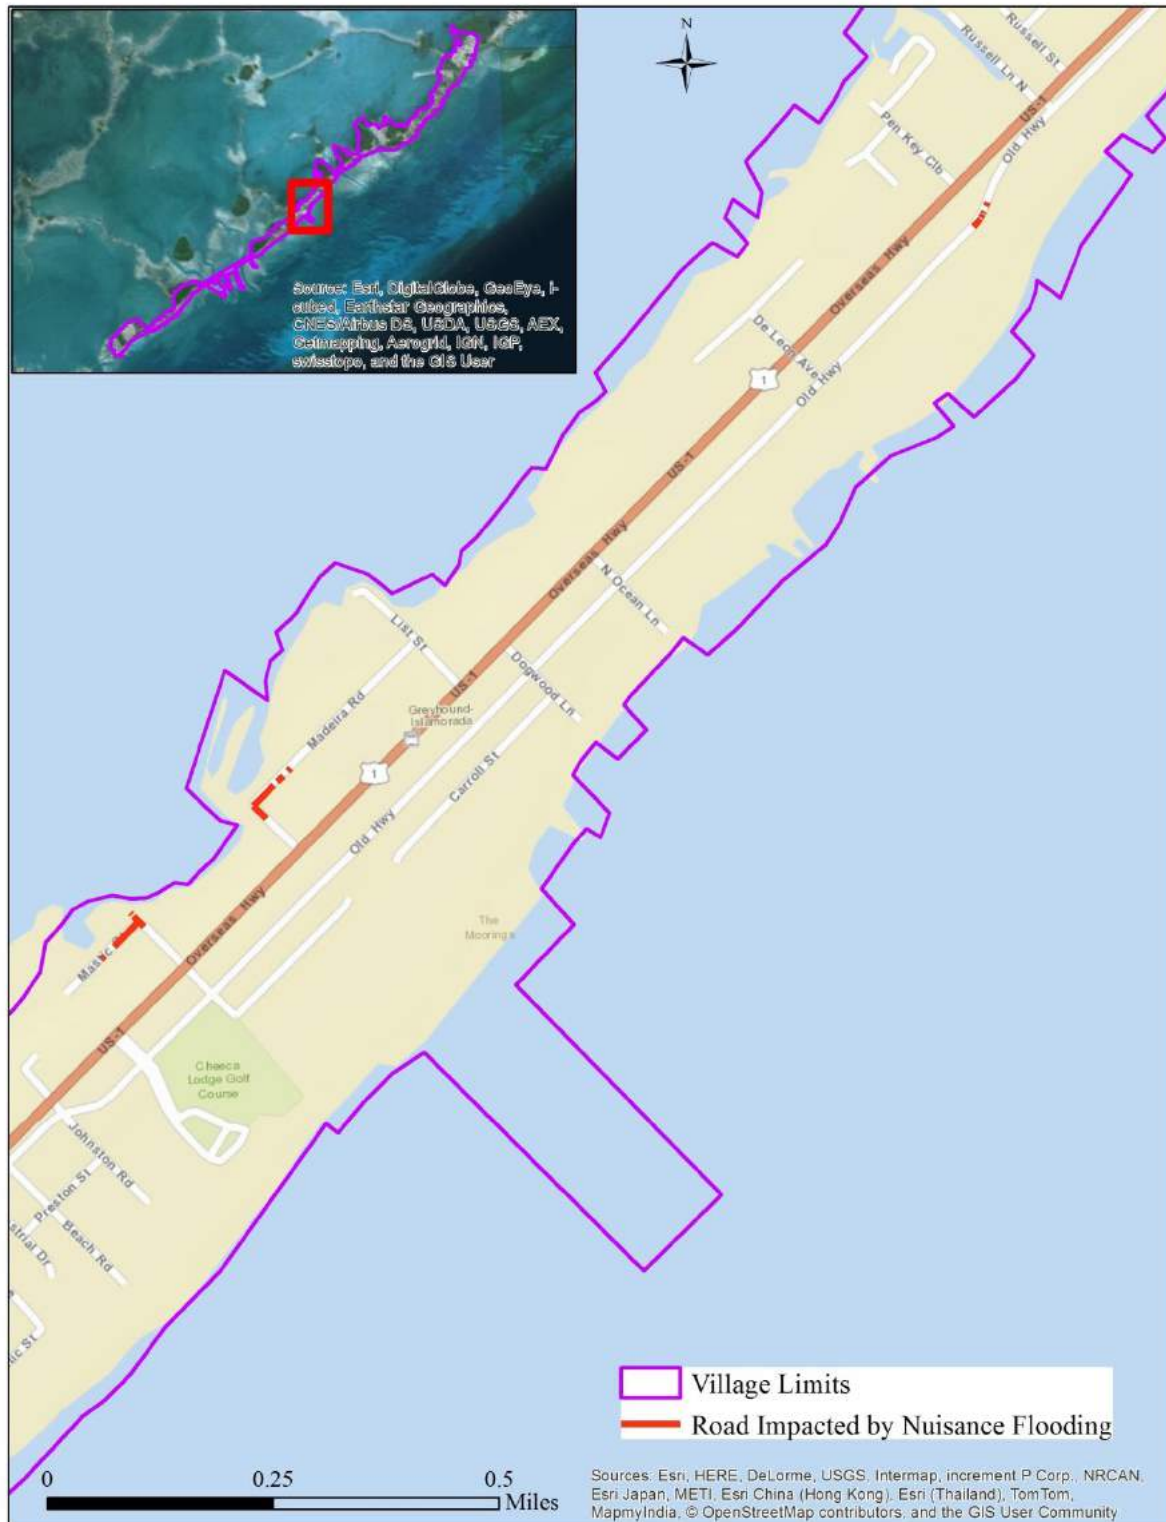 N
Source: Esri, DigitalGlobe, GeoEye, i-
cubed, Earthstar Geographics,
CNES/Airbus DS, USDA, USGS, AEX,
Getmapping, Aerogrid, IGN, IGP,
swisstopo, and the GIS User
Russell St
Russell Ln N
US-1
Old Hwy
Pen Key Clb
Overseas Hwy
De Leon Ave
1
Old Hwy
US-1
Overseas Hwy
N Ocean Ln
List St
US-1
Dogwood Ln
Greyhound-
Islamorada
Madeira Rd
1
Carroll St
Old Hwy
Overseas Hwy
The
Moorings
Mastic
US-1
Cheeca
Lodge Golf
Course
Johnston Rd
Preston St
Beach Rd
strial Dr
ic St
Village Limits
Road Impacted by Nuisance Flooding
0 0.25 0.5
Miles
Sources: Esri, HERE, DeLorme, USGS, Intermap, increment P Corp., NRCAN,
Esri Japan, METI, Esri China (Hong Kong), Esri (Thailand), TomTom,
MapmyIndia, © OpenStreetMap contributors, and the GIS User Community